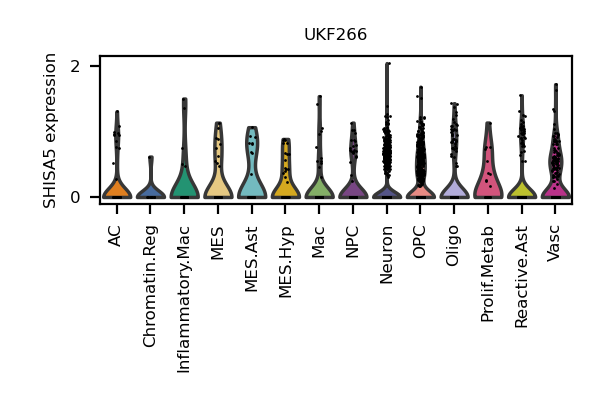 UKF266
SHISA5 expression
2
0
AC
Chromatin.Reg
Inflammatory.Mac
MES
MES.Ast
MES.Hyp
Mac
NPC
Neuron
OPC
Oligo
Prolif.Metab
Reactive.Ast
Vasc